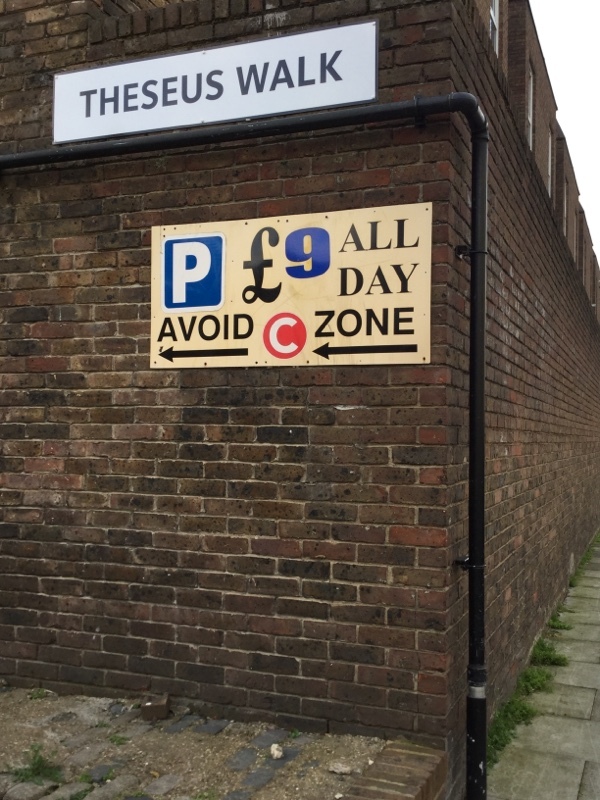 THESEUS WALK
P £9 ALL
DAY
AVOID C ZONE